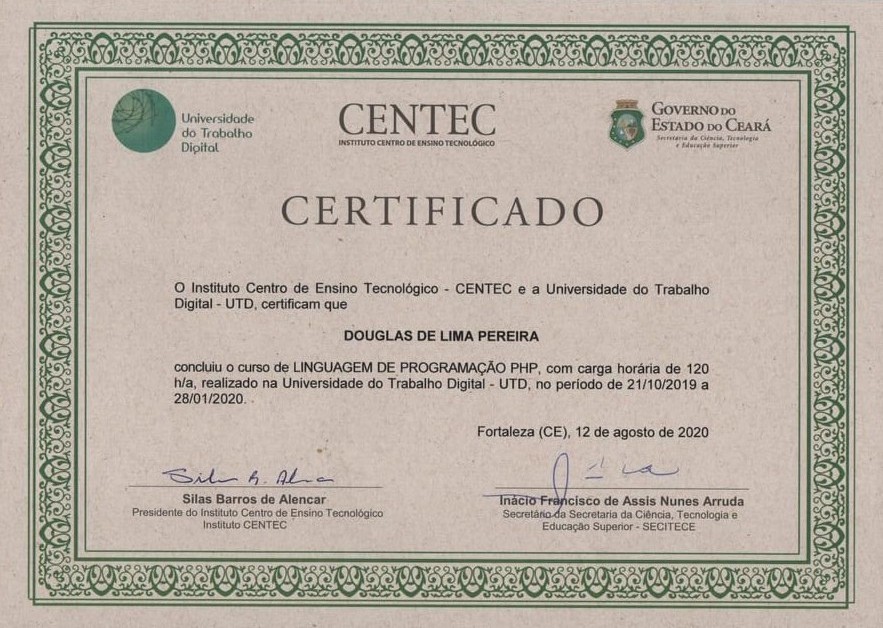 Universidade
do Trabalho
Digital
CENTEC
INSTITUTO CENTRO DE ENSINO TECNOLÓGICO
GOVERNO DO
ESTADO DO CEARÁ
Secretaria da Ciência, Tecnologia
e Educação Superior
CERTIFICADO
O Instituto Centro de Ensino Tecnológico - CENTEC e a Universidade do Trabalho
Digital - UTD, certificam que
DOUGLAS DE LIMA PEREIRA
concluiu o curso de LINGUAGEM DE PROGRAMAÇÃO PHP, com carga horária de 120
h/a, realizado na Universidade do Trabalho Digital - UTD, no período de 21/10/2019 a
28/01/2020.
Fortaleza (CE), 12 de agosto de 2020
Silas Barros de Alencar
Presidente do Instituto Centro de Ensino Tecnológico
Instituto CENTEC
Inácio Francisco de Assis Nunes Arruda
Secretário da Secretaria da Ciência, Tecnologia e
Educação Superior - SECITECE